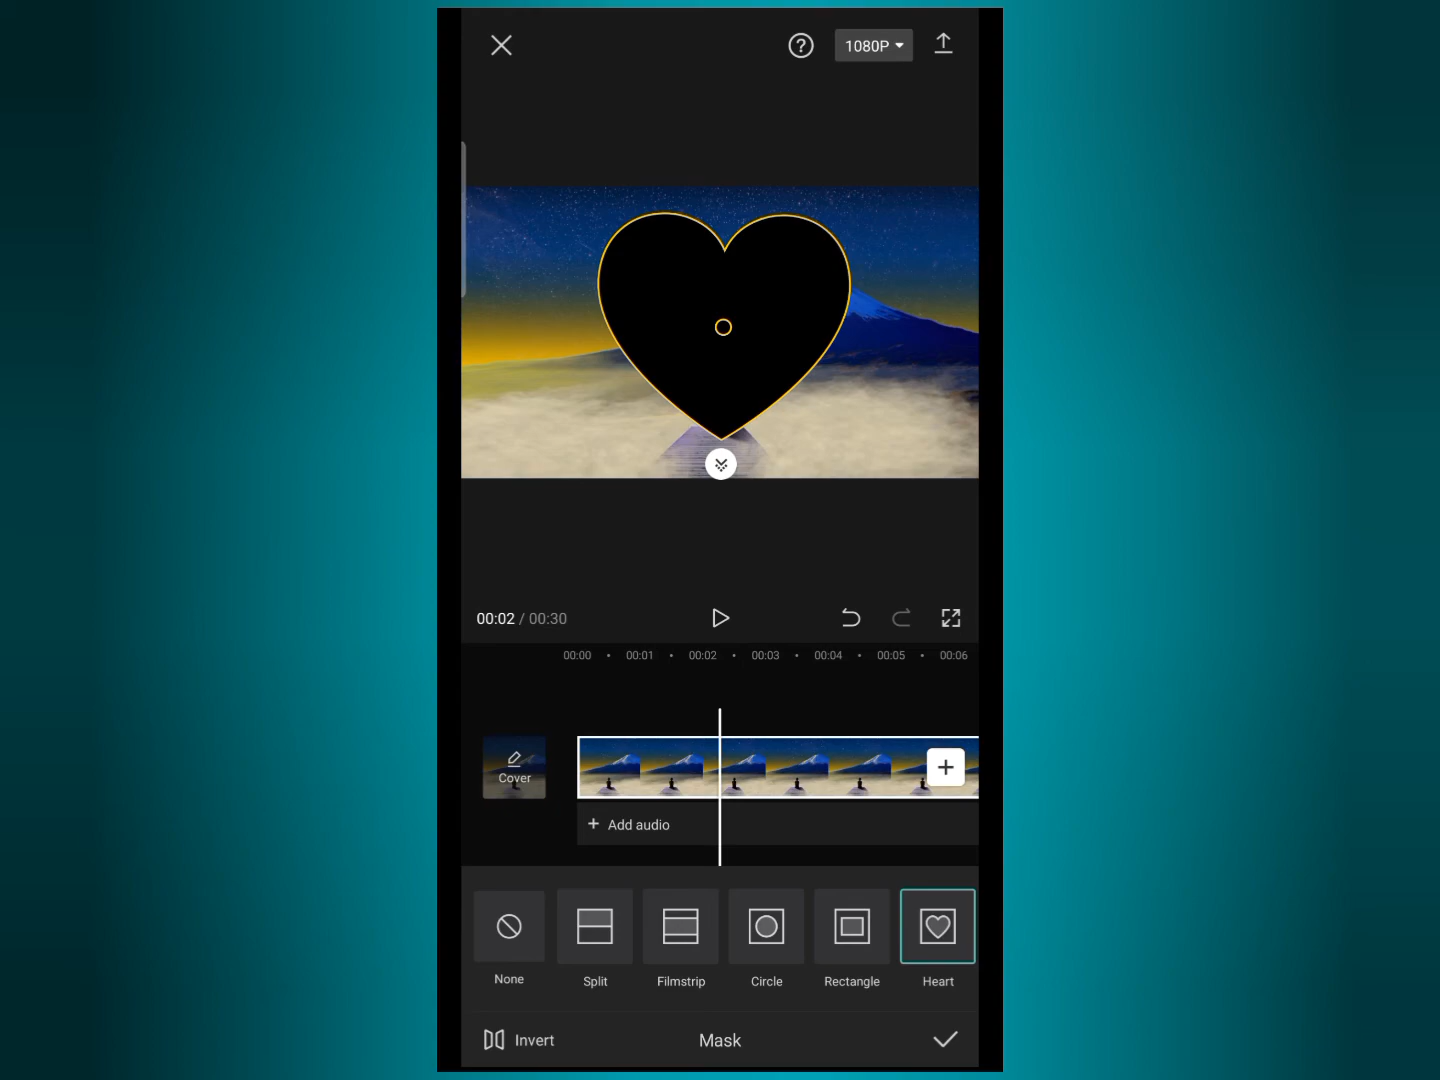 1080P
00:02 / 00:30
00:00 • 00:01 • 00:02 • 00:03 • 00:04 • 00:05 • 00:06
Cover
+ Add audio
None Split Filmstrip Circle Rectangle Heart
Invert Mask